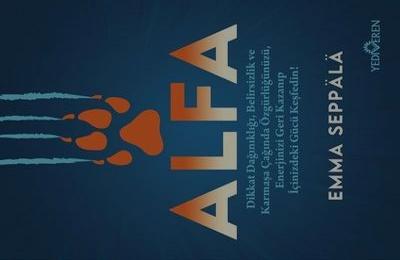 ALFA
Dikkat Dağınıklığı, Belirsizlik ve
Karmaşa Çağında Özgürlüğünüzü,
Enerjinizi Geri Kazanıp
İçinizdeki Gücü Keşfedin!
EMMA SEPPÄLÄ
YEDİVEREN